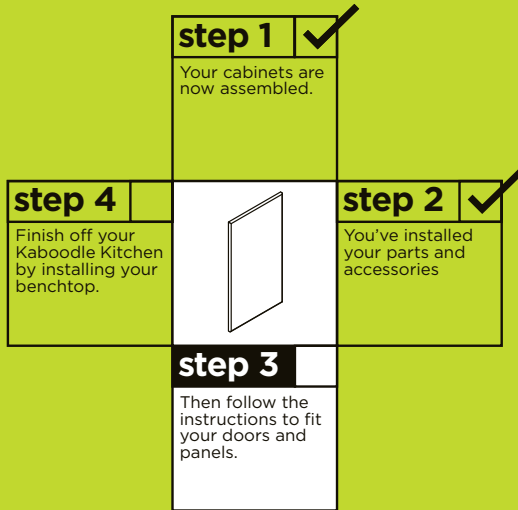 step 1
Your cabinets are
now assembled.
step 4
Finish off your
Kaboodle Kitchen
by installing your
benchtop.
step 2
You've installed
your parts and
accessories
step 3
Then follow the
instructions to fit
your doors and
panels.